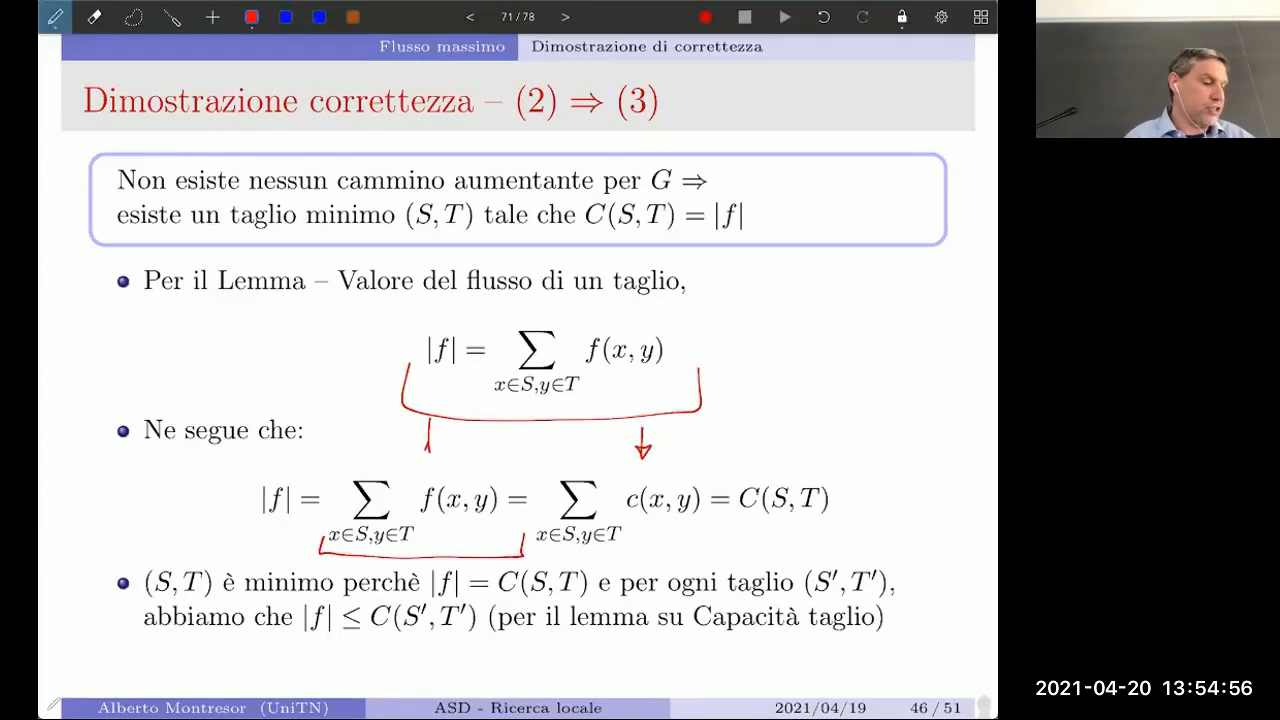 71 / 78
Flusso massimo Dimostrazione di correttezza
Dimostrazione correttezza – (2) ⇒ (3)
Non esiste nessun cammino aumentante per G ⇒
esiste un taglio minimo (S, T) tale che C(S, T) = |f|
Per il Lemma – Valore del flusso di un taglio,
|f| = ∑ f(x, y)
x∈S,y∈T
Ne segue che:
|f| = ∑ f(x, y) = ∑ c(x, y) = C(S, T)
x∈S,y∈T x∈S,y∈T
(S, T) è minimo perchè |f| = C(S, T) e per ogni taglio (S′, T′),
abbiamo che |f| ≤ C(S′, T′) (per il lemma su Capacità taglio)
Alberto Montresor (UniTN) ASD - Ricerca locale 2021/04/19 46 / 51
2021-04-20 13:54:56